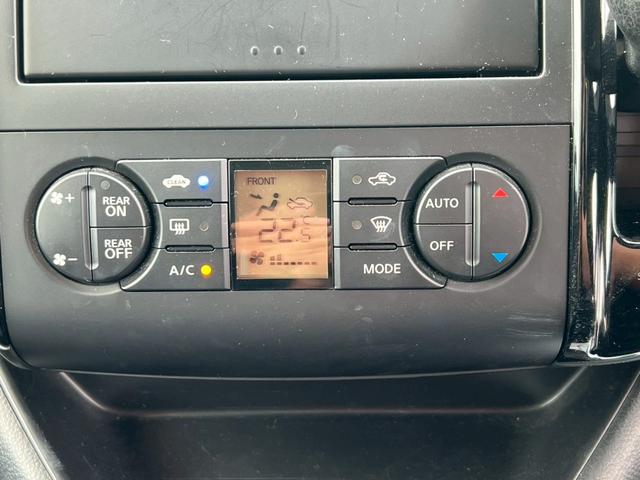 CLEAN
FRONT
REAR
ON
AUTO
22.5
REAR
OFF
OFF
A/C
MODE